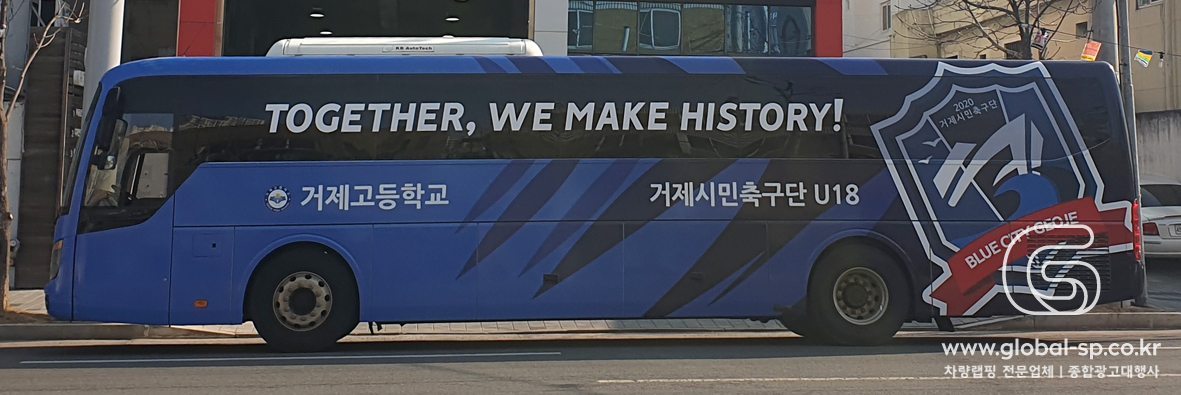 KR AutoTech
TOGETHER, WE MAKE HISTORY!
2020
거제시민축구단
거제고등학교
거제시민축구단 U18
BLUE CITY GEOJE
www.global-sp.co.kr
차량랩핑 전문업체 | 종합광고대행사